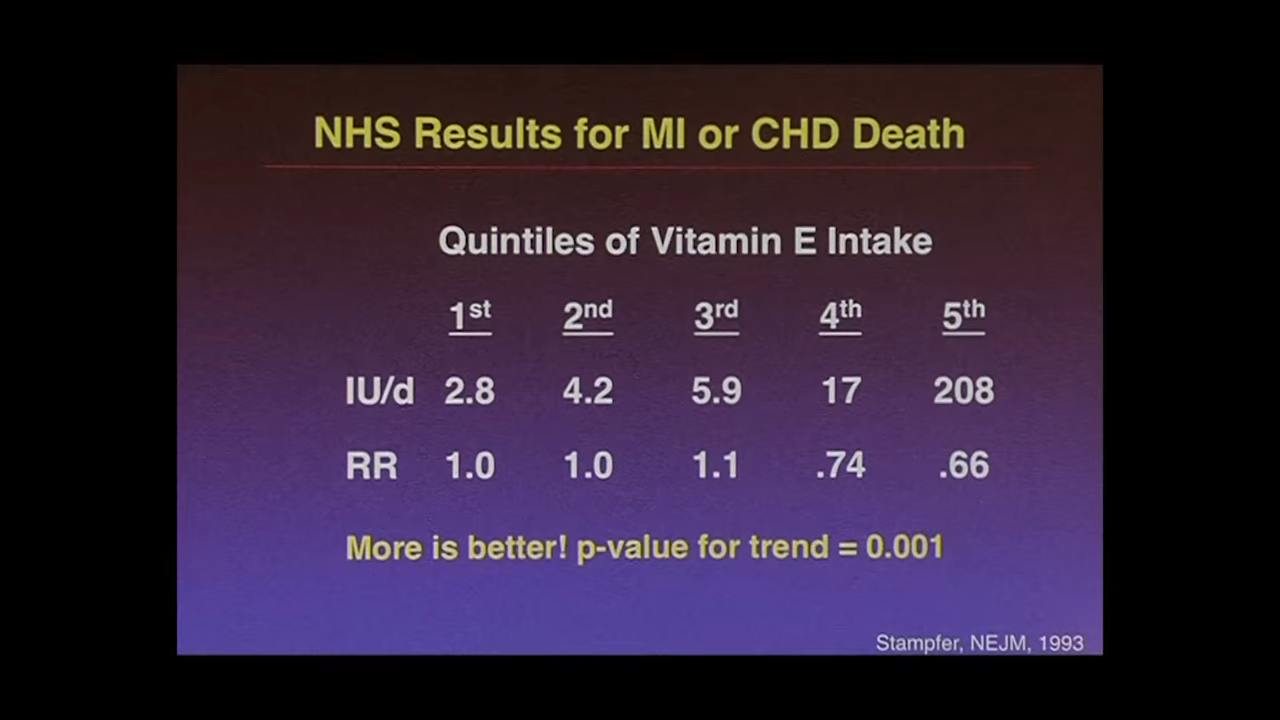 NHS Results for MI or CHD Death
Quintiles of Vitamin E Intake
1st 2nd 3rd 4th 5th
IU/d 2.8 4.2 5.9 17 208
RR 1.0 1.0 1.1 .74 .66
More is better! p-value for trend = 0.001
Stampfer, NEJM, 1993